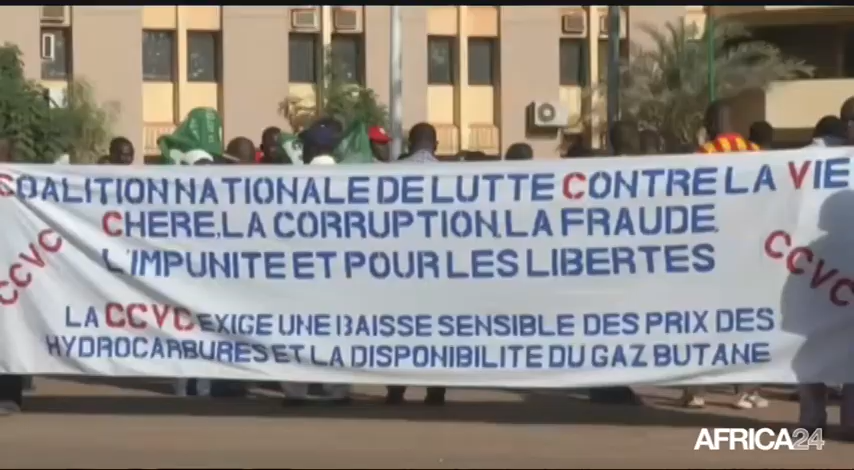 COALITION NATIONALE DE LUTTE CONTRE LA VIE
CHERE, LA CORRUPTION, LA FRAUDE,
L'IMPUNITE ET POUR LES LIBERTES
CCVC
CCVC
LA CCVC EXIGE UNE BAISSE SENSIBLE DES PRIX DES
HYDROCARBURES ET LA DISPONIBILITE DU GAZ BUTANE
AFRICA24